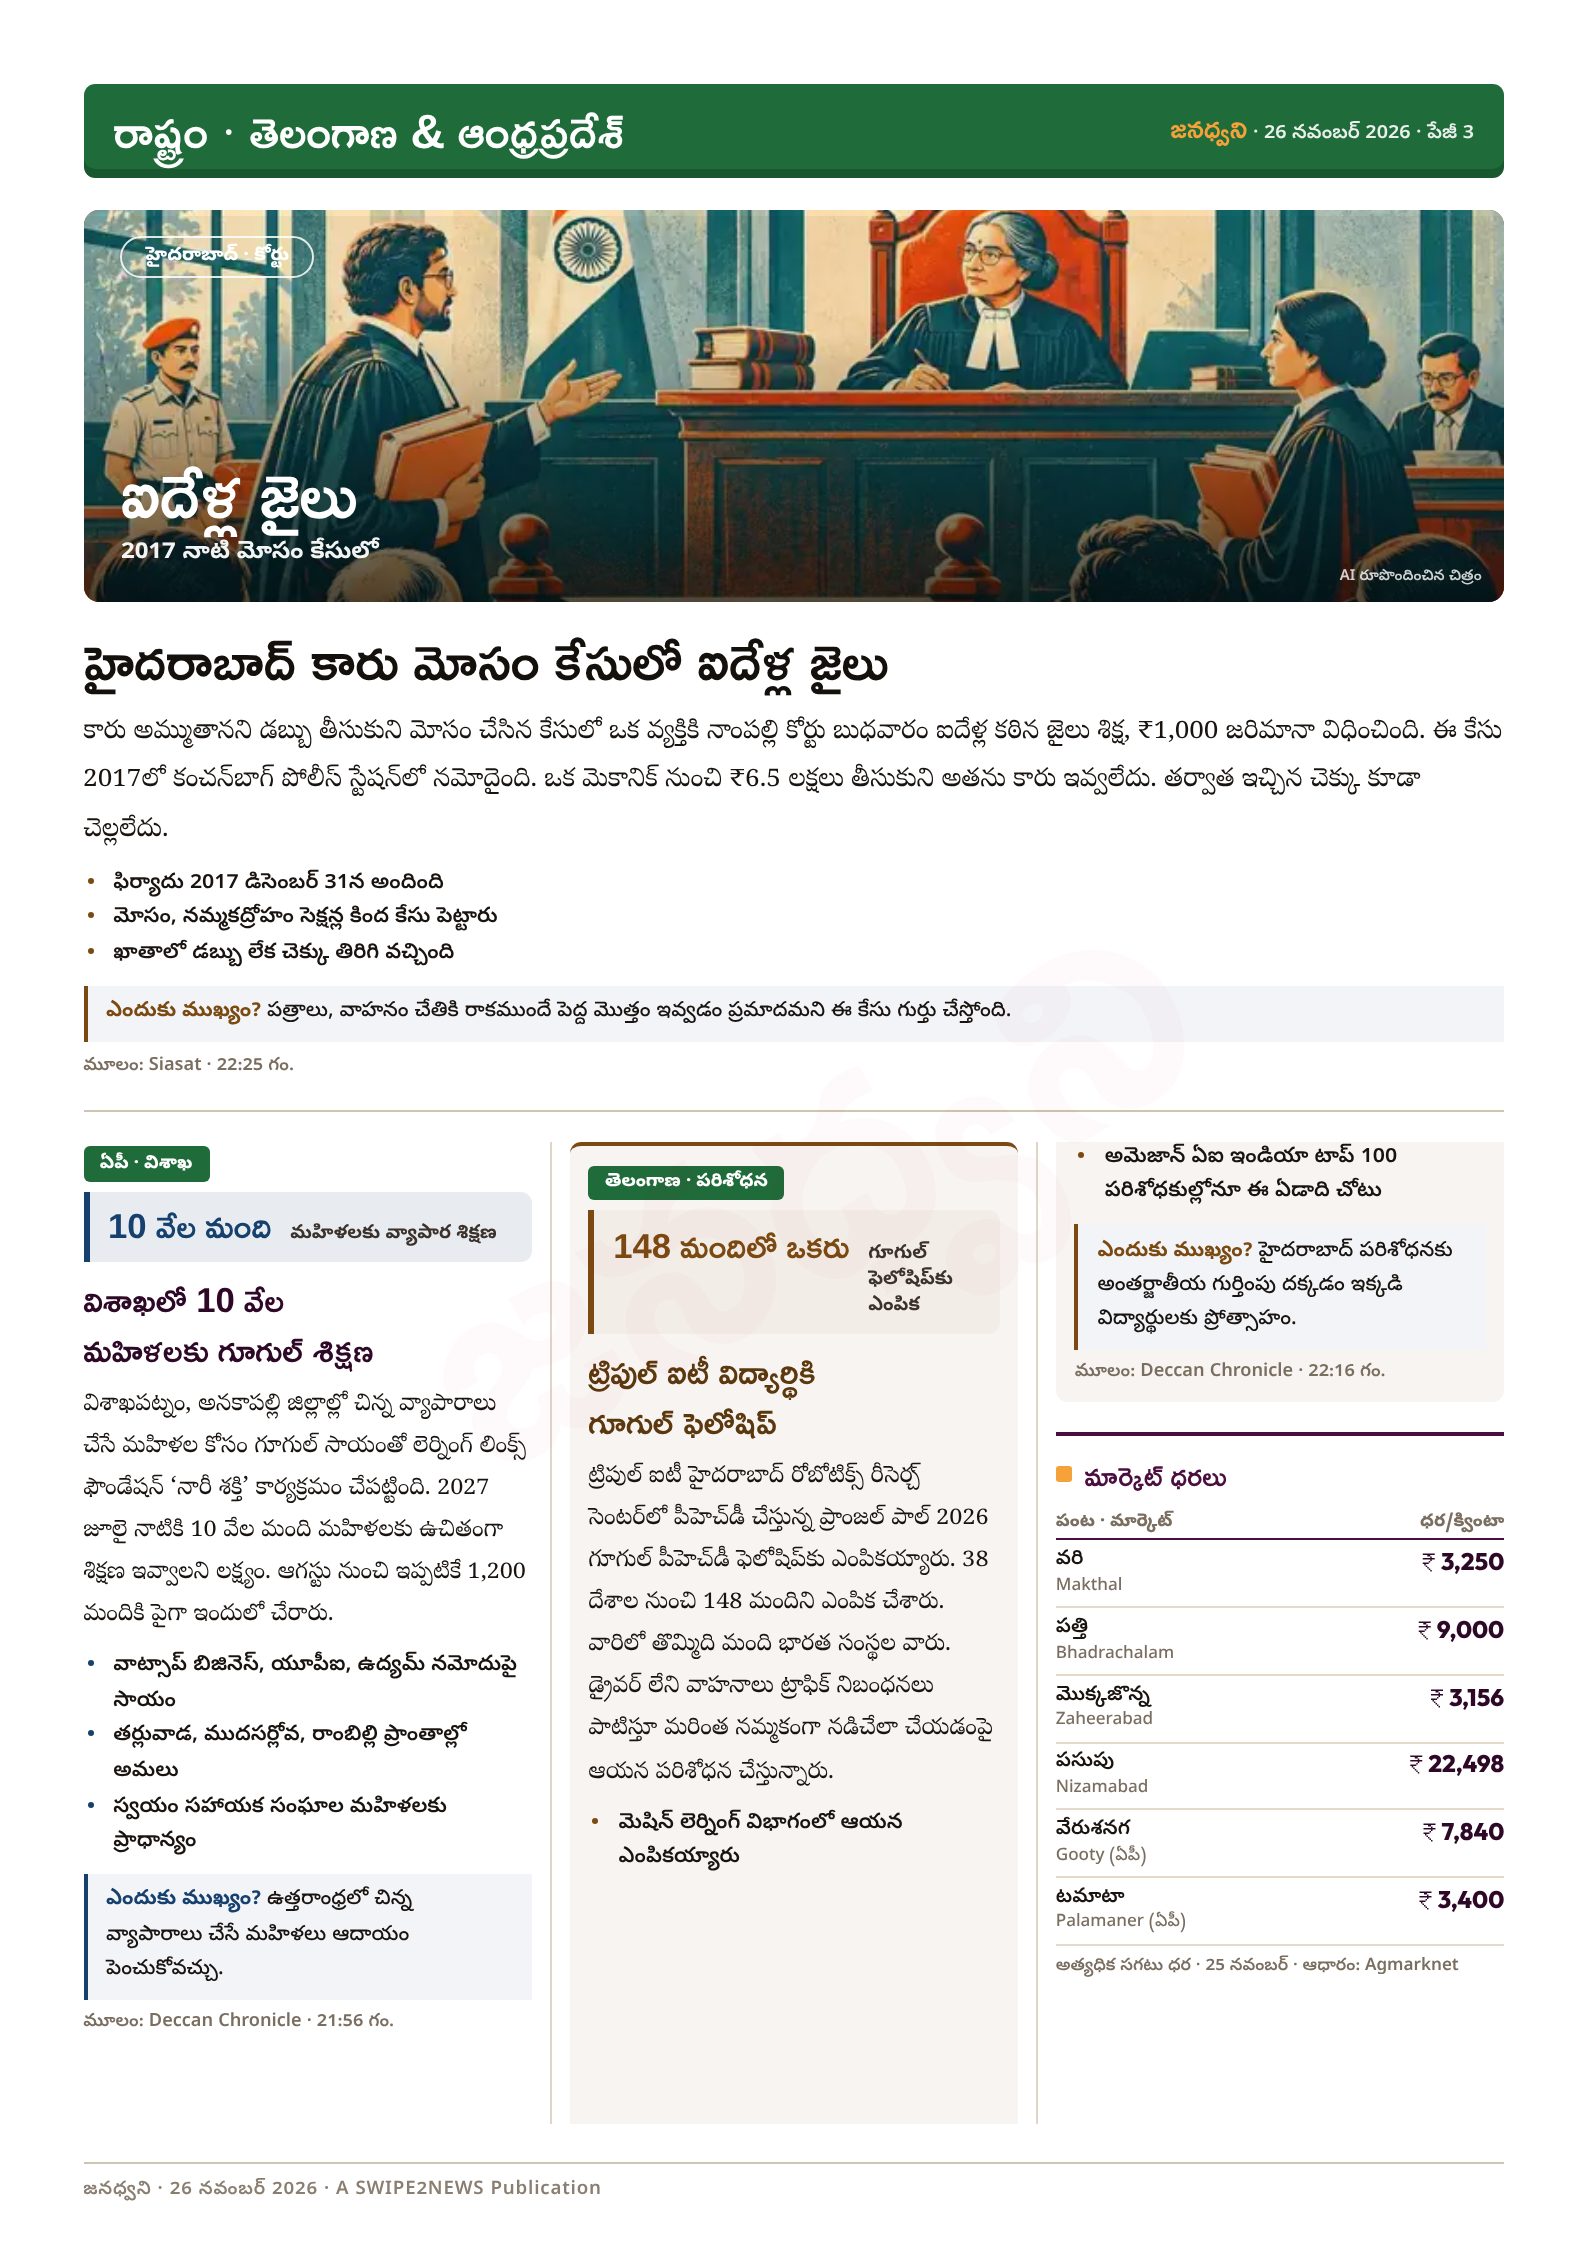 రాష్ట్రం · తెలంగాణ & ఆంధ్రప్రదేశ్
జనధ్వని · 26 నవంబర్ 2026 · పేజీ 3
హైదరాబాద్ · కోర్టు
ఐదేళ్ల జైలు
2017 నాటి మోసం కేసులో
AI రూపొందించిన చిత్రం
హైదరాబాద్ కారు మోసం కేసులో ఐదేళ్ల జైలు
కారు అమ్ముతానని డబ్బు తీసుకుని మోసం చేసిన కేసులో ఒక వ్యక్తికి నాంపల్లి కోర్టు బుధవారం ఐదేళ్ల కఠిన జైలు శిక్ష, ₹1,000 జరిమానా విధించింది. ఈ కేసు
2017లో కంచన్‌బాగ్ పోలీస్ స్టేషన్‌లో నమోదైంది. ఒక మెకానిక్ నుంచి ₹6.5 లక్షలు తీసుకుని అతను కారు ఇవ్వలేదు. తర్వాత ఇచ్చిన చెక్కు కూడా
చెల్లలేదు.
• ఫిర్యాదు 2017 డిసెంబర్ 31న అందింది
• మోసం, నమ్మకద్రోహం సెక్షన్ల కింద కేసు పెట్టారు
• ఖాతాలో డబ్బు లేక చెక్కు తిరిగి వచ్చింది
ఎందుకు ముఖ్యం? పత్రాలు, వాహనం చేతికి రాకముందే పెద్ద మొత్తం ఇవ్వడం ప్రమాదమని ఈ కేసు గుర్తు చేస్తోంది.
మూలం: Siasat · 22:25 గం.
ఏపీ · విశాఖ
10 వేల మంది మహిళలకు వ్యాపార శిక్షణ
విశాఖలో 10 వేల
మహిళలకు గూగుల్ శిక్షణ
విశాఖపట్నం, అనకాపల్లి జిల్లాల్లో చిన్న వ్యాపారాలు
చేసే మహిళల కోసం గూగుల్ సాయంతో లెర్నింగ్ లింక్స్
ఫౌండేషన్ ‘నారీ శక్తి’ కార్యక్రమం చేపట్టింది. 2027
జూలై నాటికి 10 వేల మంది మహిళలకు ఉచితంగా
శిక్షణ ఇవ్వాలని లక్ష్యం. ఆగస్టు నుంచి ఇప్పటికే 1,200
మందికి పైగా ఇందులో చేరారు.
• వాట్సాప్ బిజినెస్, యూపీఐ, ఉద్యమ్ నమోదుపై
సాయం
• తర్లువాడ, ముదసర్లోవ, రాంబిల్లి ప్రాంతాల్లో
అమలు
• స్వయం సహాయక సంఘాల మహిళలకు
ప్రాధాన్యం
ఎందుకు ముఖ్యం? ఉత్తరాంధ్రలో చిన్న
వ్యాపారాలు చేసే మహిళలు ఆదాయం
పెంచుకోవచ్చు.
మూలం: Deccan Chronicle · 21:56 గం.
తెలంగాణ · పరిశోధన
148 మందిలో ఒకరు గూగుల్
ఫెలోషిప్‌కు
ఎంపిక
ట్రిపుల్ ఐటీ విద్యార్థికి
గూగుల్ ఫెలోషిప్
ట్రిపుల్ ఐటీ హైదరాబాద్ రోబోటిక్స్ రీసెర్చ్
సెంటర్‌లో పీహెచ్‌డీ చేస్తున్న ప్రాంజల్ పాల్ 2026
గూగుల్ పీహెచ్‌డీ ఫెలోషిప్‌కు ఎంపికయ్యారు. 38
దేశాల నుంచి 148 మందిని ఎంపిక చేశారు.
వారిలో తొమ్మిది మంది భారత సంస్థల వారు.
డ్రైవర్ లేని వాహనాలు ట్రాఫిక్ నిబంధనలు
పాటిస్తూ మరింత నమ్మకంగా నడిచేలా చేయడంపై
ఆయన పరిశోధన చేస్తున్నారు.
• మెషిన్ లెర్నింగ్ విభాగంలో ఆయన
ఎంపికయ్యారు
• అమెజాన్ ఏఐ ఇండియా టాప్ 100
పరిశోధకుల్లోనూ ఈ ఏడాది చోటు
ఎందుకు ముఖ్యం? హైదరాబాద్ పరిశోధనకు
అంతర్జాతీయ గుర్తింపు దక్కడం ఇక్కడి
విద్యార్థులకు ప్రోత్సాహం.
మూలం: Deccan Chronicle · 22:16 గం.
మార్కెట్ ధరలు
పంట · మార్కెట్ ధర/క్వింటా
వరి ₹ 3,250
Makthal
పత్తి ₹ 9,000
Bhadrachalam
మొక్కజొన్న ₹ 3,156
Zaheerabad
పసుపు ₹ 22,498
Nizamabad
వేరుశనగ ₹ 7,840
Gooty (ఏపీ)
టమాటా ₹ 3,400
Palamaner (ఏపీ)
అత్యధిక సగటు ధర · 25 నవంబర్ · ఆధారం: Agmarknet
జనధ్వని
జనధ్వని · 26 నవంబర్ 2026 · A SWIPE2NEWS Publication